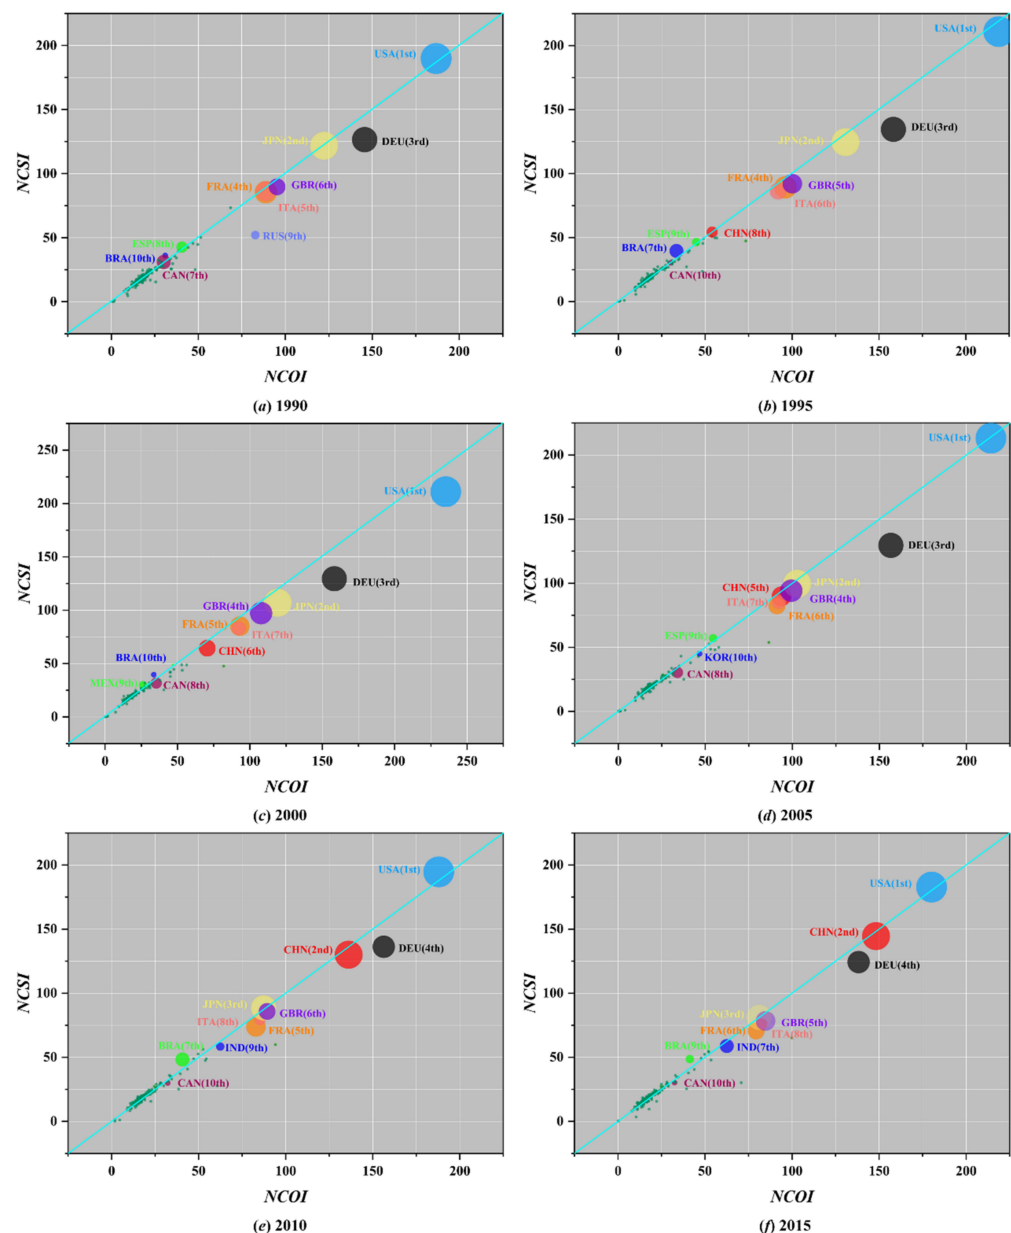 USA(1st)
JPN(2nd)
DEU(3rd)
FRA(4th)
GBR(6th)
ITA(5th)
RUS(9th)
ESP(8th)
BRA(10th)
CAN(7th)
200
150
100
50
0
NCSI
0
50
100
150
200
NCOI
(a) 1990
USA(1st)
DEU(3rd)
JPN(2nd)
FRA(4th)
GBR(5th)
ITA(6th)
ESP(9th)
CHN(8th)
BRA(7th)
CAN(10th)
200
150
100
50
0
NCSI
0
50
100
150
200
NCOI
(b) 1995
USA(1st)
DEU(3rd)
GBR(4th)
JPN(2nd)
FRA(5th)
ITA(7th)
CHN(6th)
BRA(10th)
MEX(9th)
CAN(8th)
250
200
150
100
50
0
NCSI
0
50
100
150
200
250
NCOI
(c) 2000
USA(1st)
DEU(3rd)
JPN(2nd)
CHN(5th)
GBR(4th)
ITA(7th)
FRA(6th)
ESP(9th)
KOR(10th)
CAN(8th)
200
150
100
50
0
NCSI
0
50
100
150
200
NCOI
(d) 2005
USA(1st)
CHN(2nd)
DEU(4th)
JPN(3rd)
GBR(6th)
ITA(8th)
FRA(5th)
BRA(7th)
IND(9th)
CAN(10th)
200
150
100
50
0
NCSI
0
50
100
150
200
NCOI
(e) 2010
USA(1st)
CHN(2nd)
DEU(4th)
JPN(3rd)
GBR(5th)
FRA(6th)
ITA(8th)
BRA(9th)
IND(7th)
CAN(10th)
200
150
100
50
0
NCSI
0
50
100
150
200
NCOI
(f) 2015